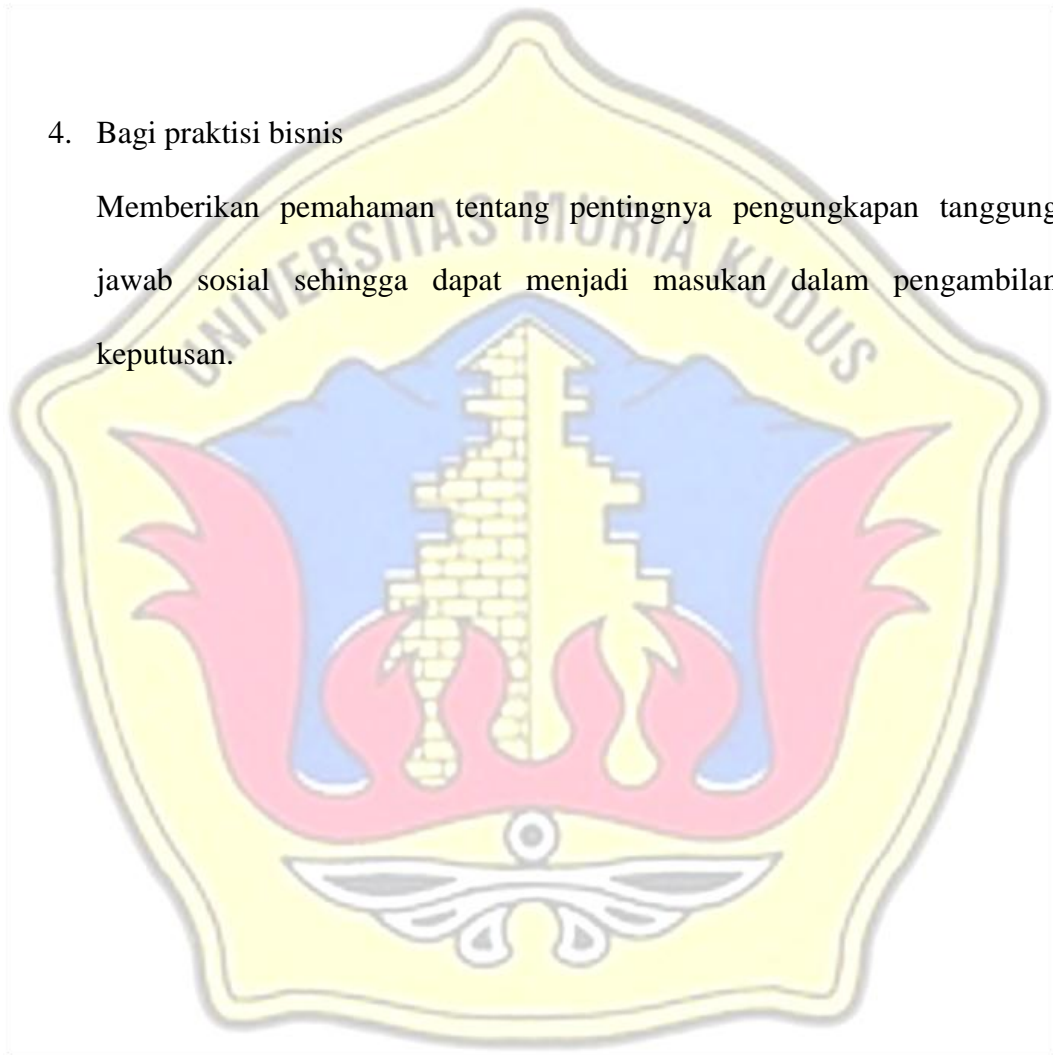 4. Bagi praktisi bisnis
Memberikan pemahaman tentang pentingnya pengungkapan tanggung
jawab sosial sehingga dapat menjadi masukan dalam pengambilan
keputusan.
UNIVERSITAS MURIA KUDUS